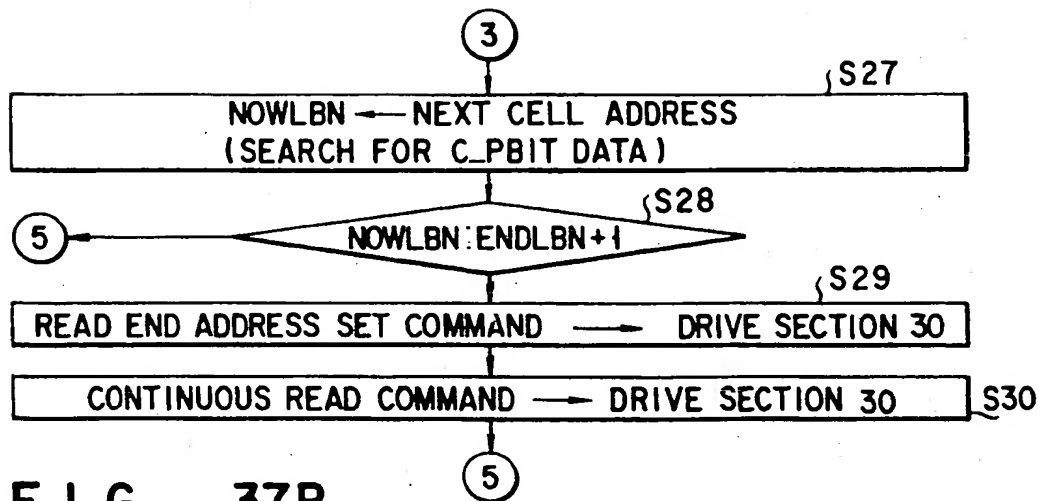 3
S27
NOWLBN ← NEXT CELL ADDRESS
(SEARCH FOR C_PBIT DATA)
S28
5
NOWLBN:ENDLBN+1
S29
READ END ADDRESS SET COMMAND → DRIVE SECTION 30
CONTINUOUS READ COMMAND → DRIVE SECTION 30
S30
5